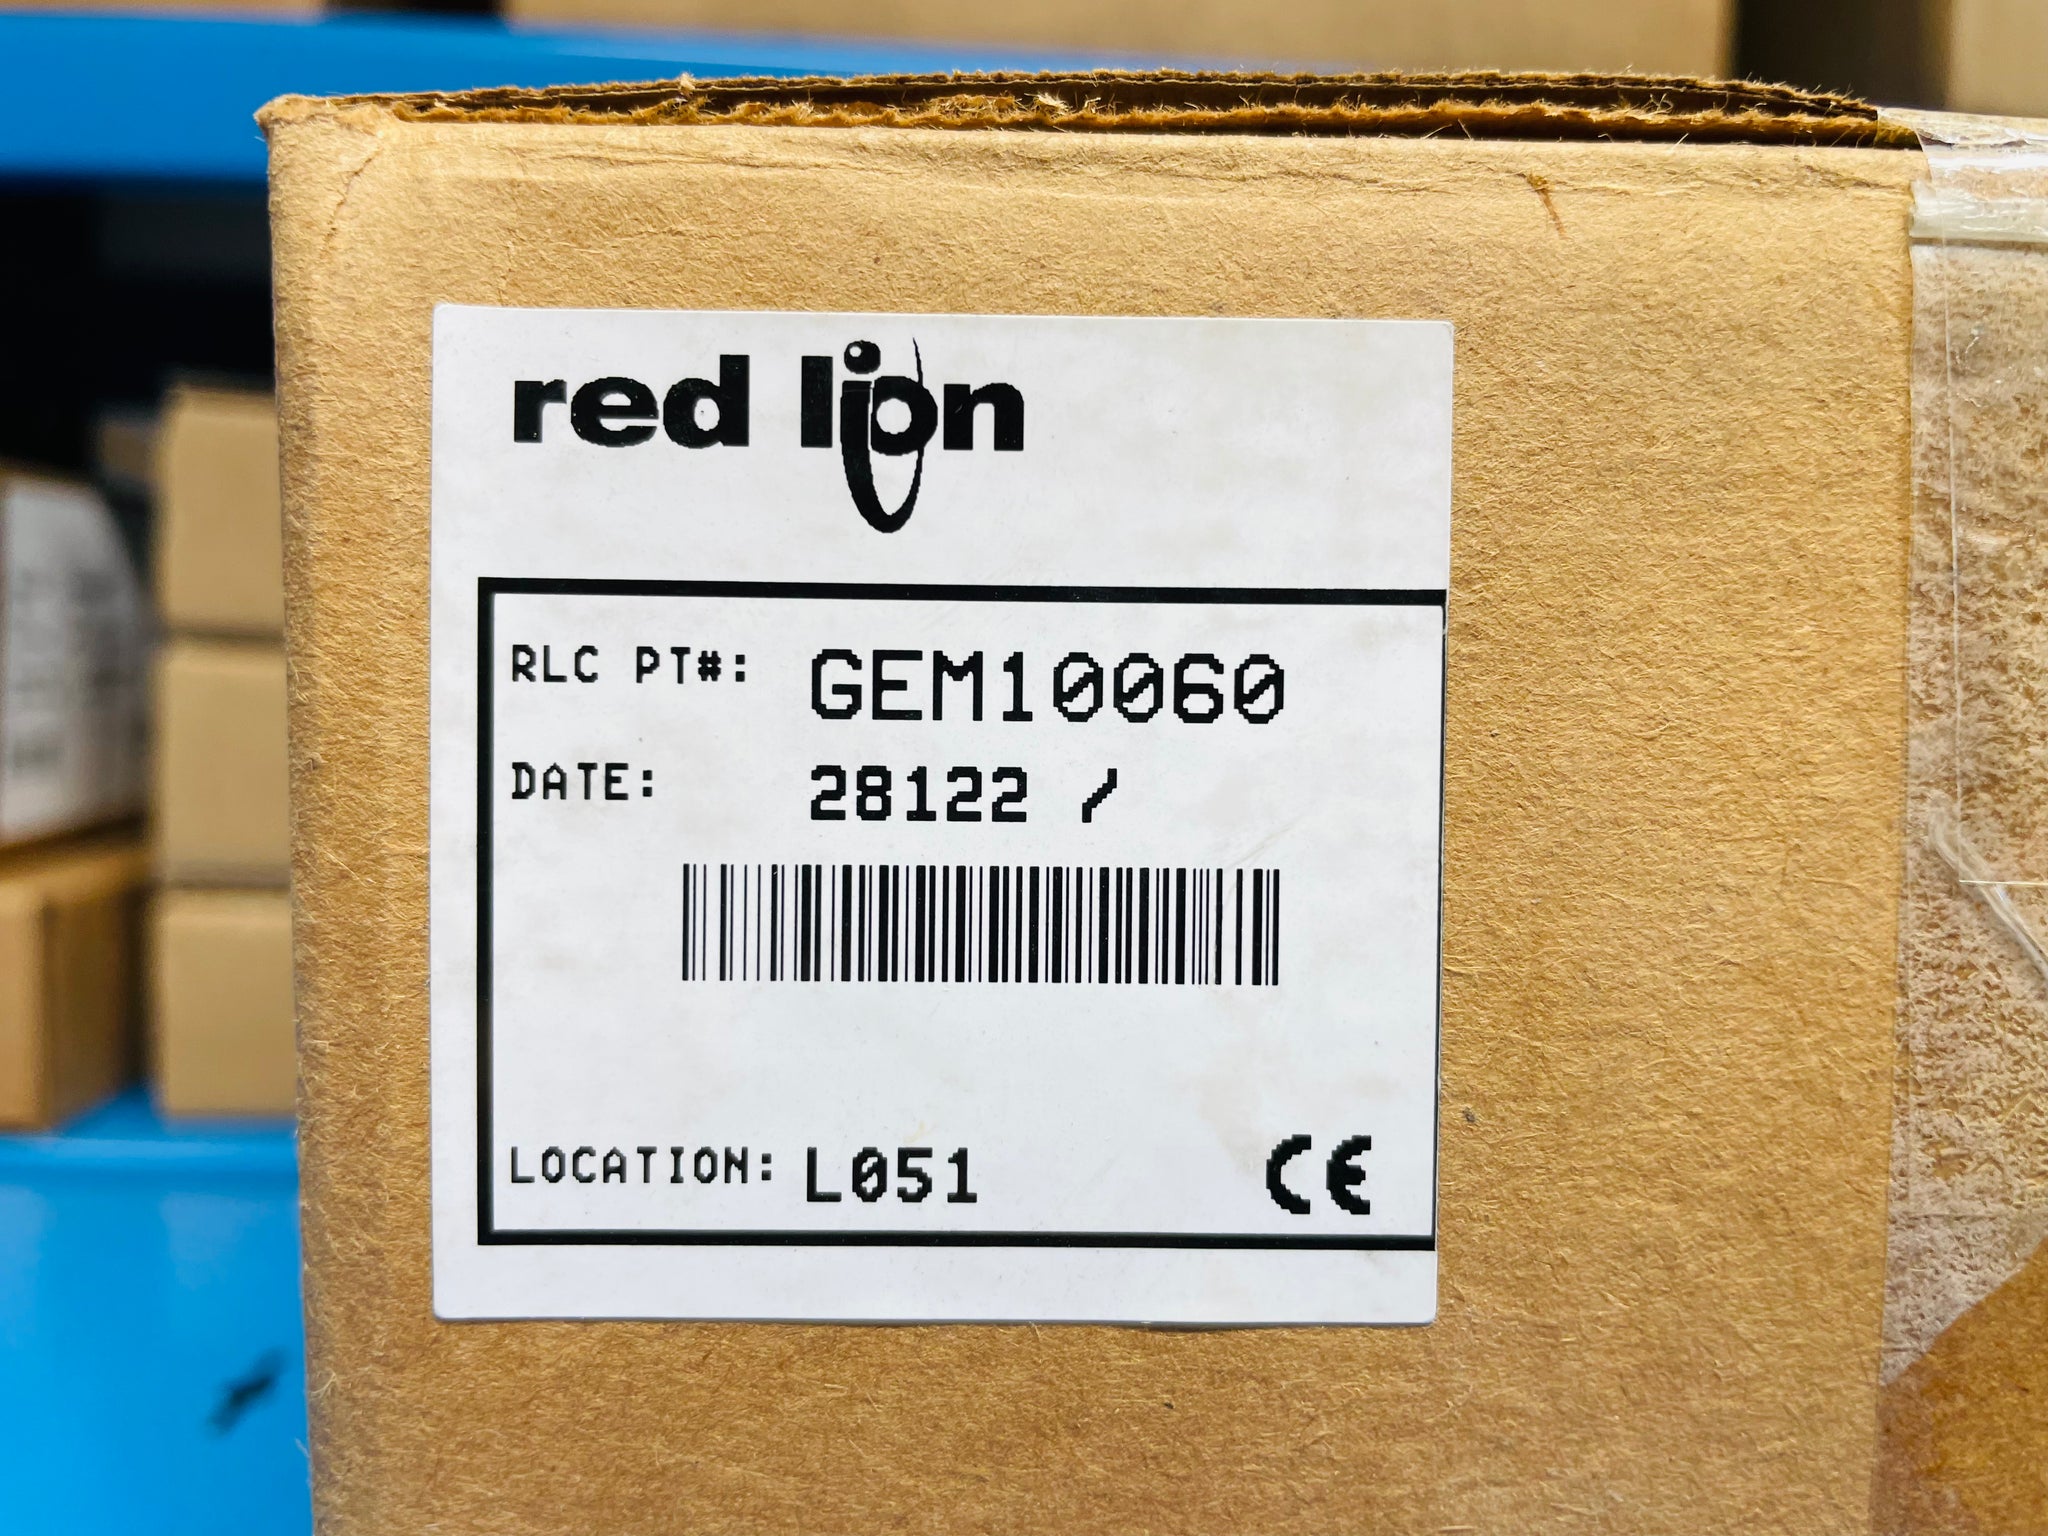 red lion
RLC PT#: GEM10060
DATE: 28122 /
LOCATION: L051
CE